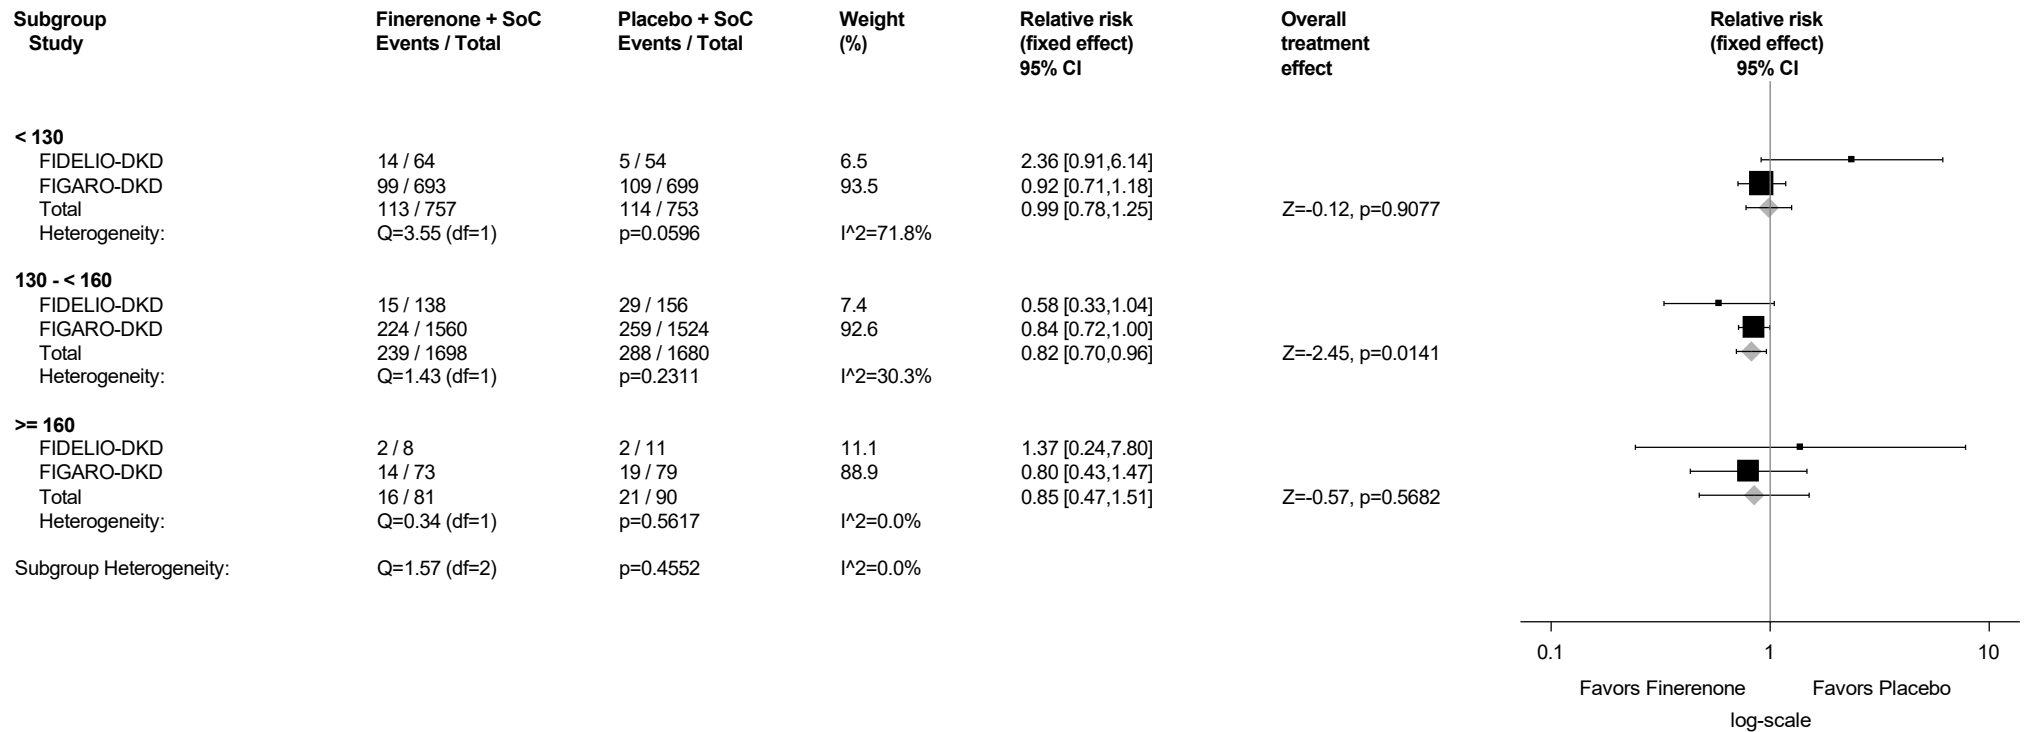 Subgroup Finerenone + SoC Placebo + SoC Weight Relative risk Overall Relative risk
Study Events / Total Events / Total (%) (fixed effect) treatment (fixed effect)
95% CI effect 95% CI
< 130
FIDELIO-DKD 14 / 64 5 / 54 6.5 2.36 [0.91,6.14]
FIGARO-DKD 99 / 693 109 / 699 93.5 0.92 [0.71,1.18]
Total 113 / 757 114 / 753 0.99 [0.78,1.25] Z=-0.12, p=0.9077
Heterogeneity: Q=3.55 (df=1) p=0.0596 I^2=71.8%
130 - < 160
FIDELIO-DKD 15 / 138 29 / 156 7.4 0.58 [0.33,1.04]
FIGARO-DKD 224 / 1560 259 / 1524 92.6 0.84 [0.72,1.00]
Total 239 / 1698 288 / 1680 0.82 [0.70,0.96] Z=-2.45, p=0.0141
Heterogeneity: Q=1.43 (df=1) p=0.2311 I^2=30.3%
>= 160
FIDELIO-DKD 2 / 8 2 / 11 11.1 1.37 [0.24,7.80]
FIGARO-DKD 14 / 73 19 / 79 88.9 0.80 [0.43,1.47]
Total 16 / 81 21 / 90 0.85 [0.47,1.51] Z=-0.57, p=0.5682
Heterogeneity: Q=0.34 (df=1) p=0.5617 I^2=0.0%
Subgroup Heterogeneity: Q=1.57 (df=2) p=0.4552 I^2=0.0%
0.1 1 10
Favors Finerenone Favors Placebo
log-scale